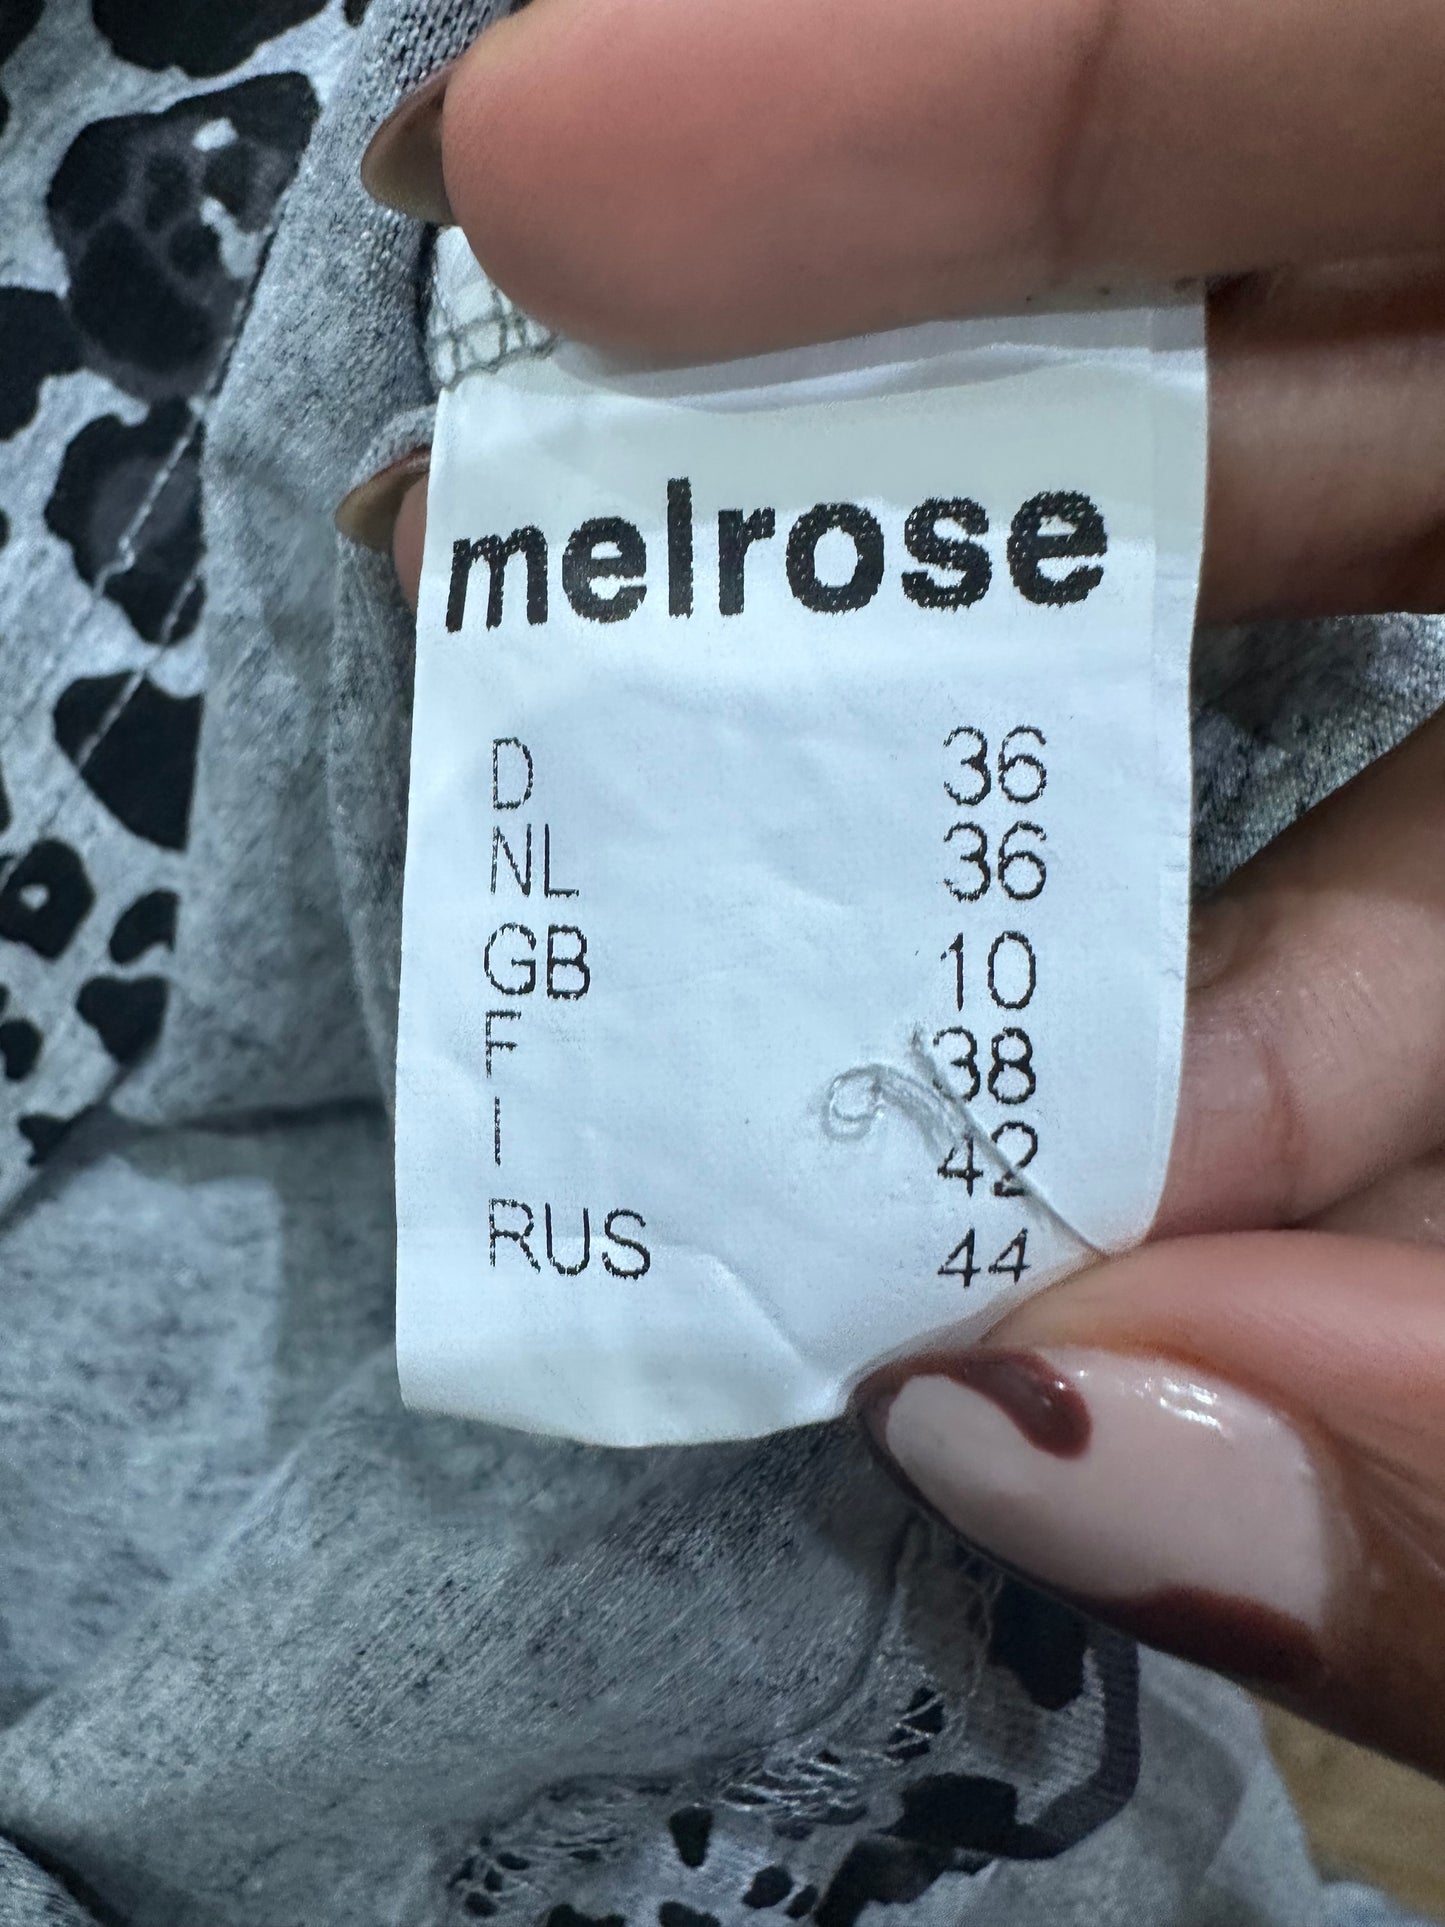 melrose
D 36
NL 36
GB 10
F 38
I 42
RUS 44